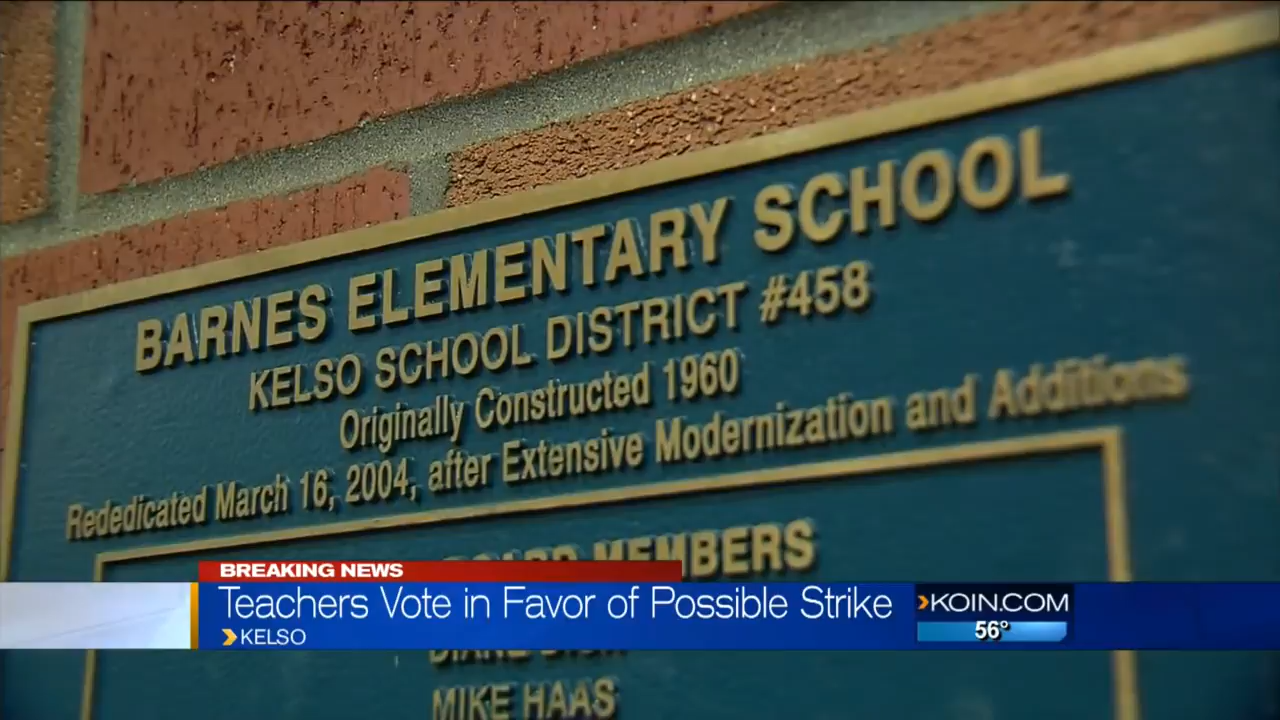 BARNES ELEMENTARY SCHOOL
KELSO SCHOOL DISTRICT #458
Originally Constructed 1960
Rededicated March 16, 2004, after Extensive Modernization and Additions
BOARD MEMBERS
BREAKING NEWS
Teachers Vote in Favor of Possible Strike
KELSO
KOIN.COM
56°
MIKE HAAS